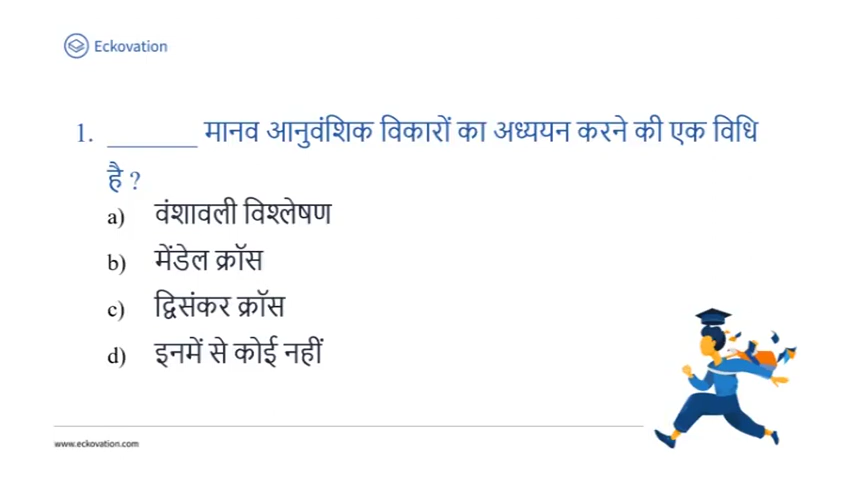 Eckovation
1. _______ मानव आनुवंशिक विकारों का अध्ययन करने की एक विधि
है ?
a) वंशावली विश्लेषण
b) मेंडेल क्रॉस
c) द्विसंकर क्रॉस
d) इनमें से कोई नहीं
www.eckovation.com